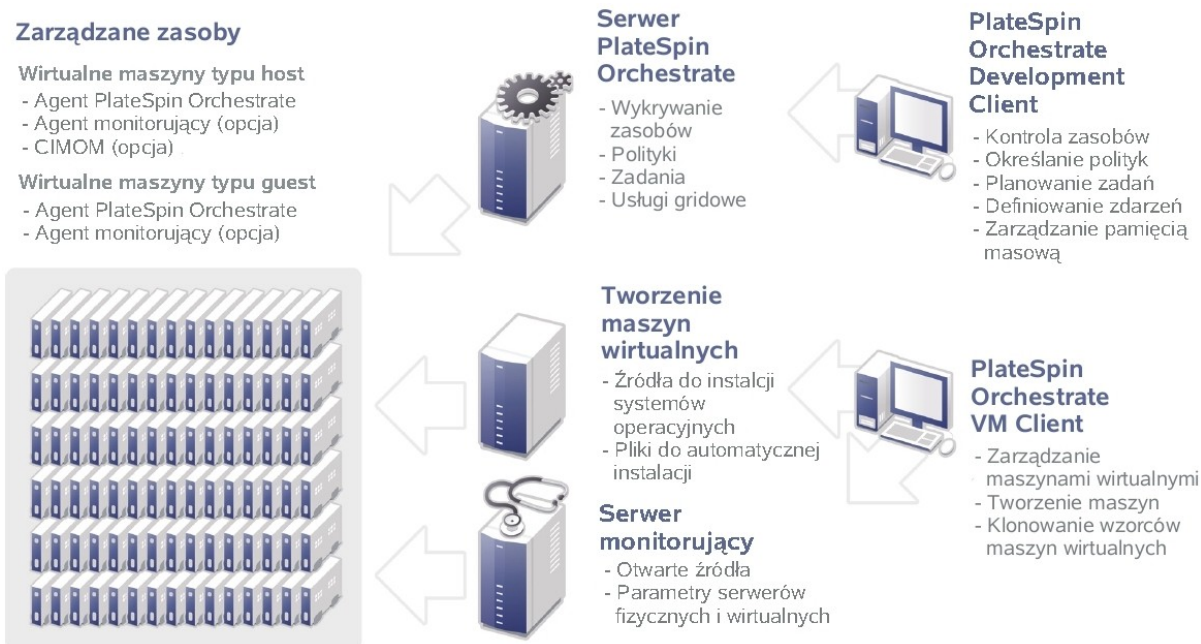 Zarządzane zasoby
Wirtualne maszyny typu host
- Agent PlateSpin Orchestrate
- Agent monitorujący (opcja)
- CIMOM (opcja)
Wirtualne maszyny typu guest
- Agent PlateSpin Orchestrate
- Agent monitorujący (opcja)
Serwer
PlateSpin
Orchestrate
- Wykrywanie
zasobów
- Polityki
- Zadania
- Usługi gridowe
PlateSpin
Orchestrate
Development
Client
- Kontrola zasobów
- Określanie polityk
- Planowanie zadań
- Definiowanie zdarzeń
- Zarządzanie pamięcią
masową
Tworzenie
maszyn
wirtualnych
- Źródła do instalcji
systemów
operacyjnych
- Pliki do automatycznej
instalacji
PlateSpin
Orchestrate
VM Client
- Zarządzanie
maszynami wirtualnymi
- Tworzenie maszyn
- Klonowanie wzorców
maszyn wirtualnych
Serwer
monitorujący
- Otwarte źródła
- Parametry serwerów
fizycznych i wirtualnych